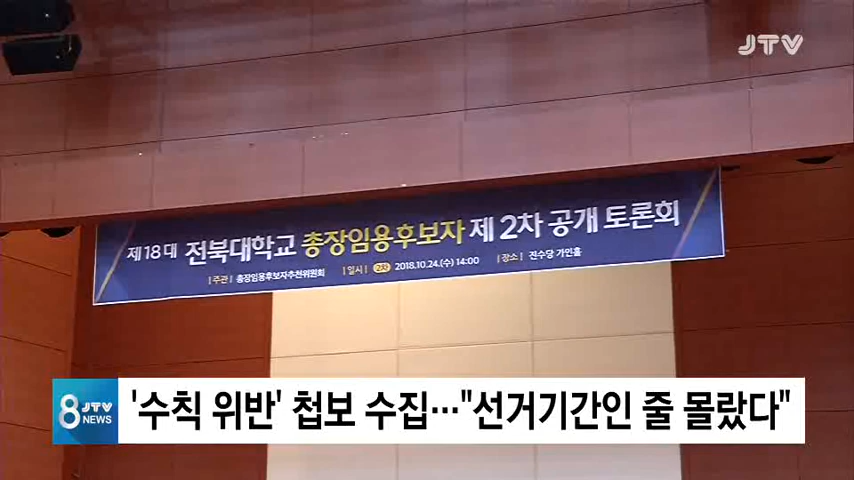 JTV
제18대 전북대학교 총장임용후보자 제2차 공개 토론회
|주관| 총장임용후보자추천위원회 |일시| 2차 2018.10.24.(수) 14:00 |장소| 진수당 가인홀
8 JTV NEWS
'수칙 위반' 첩보 수집…"선거기간인 줄 몰랐다"